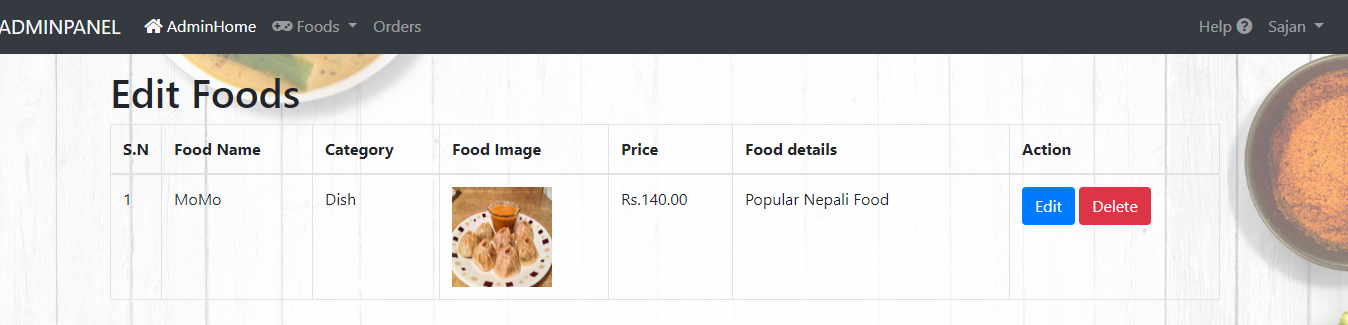 ADMINPANEL AdminHome Foods Orders Help Sajan
Edit Foods
S.N Food Name Category Food Image Price Food details Action
1 MoMo Dish Rs.140.00 Popular Nepali Food Edit Delete